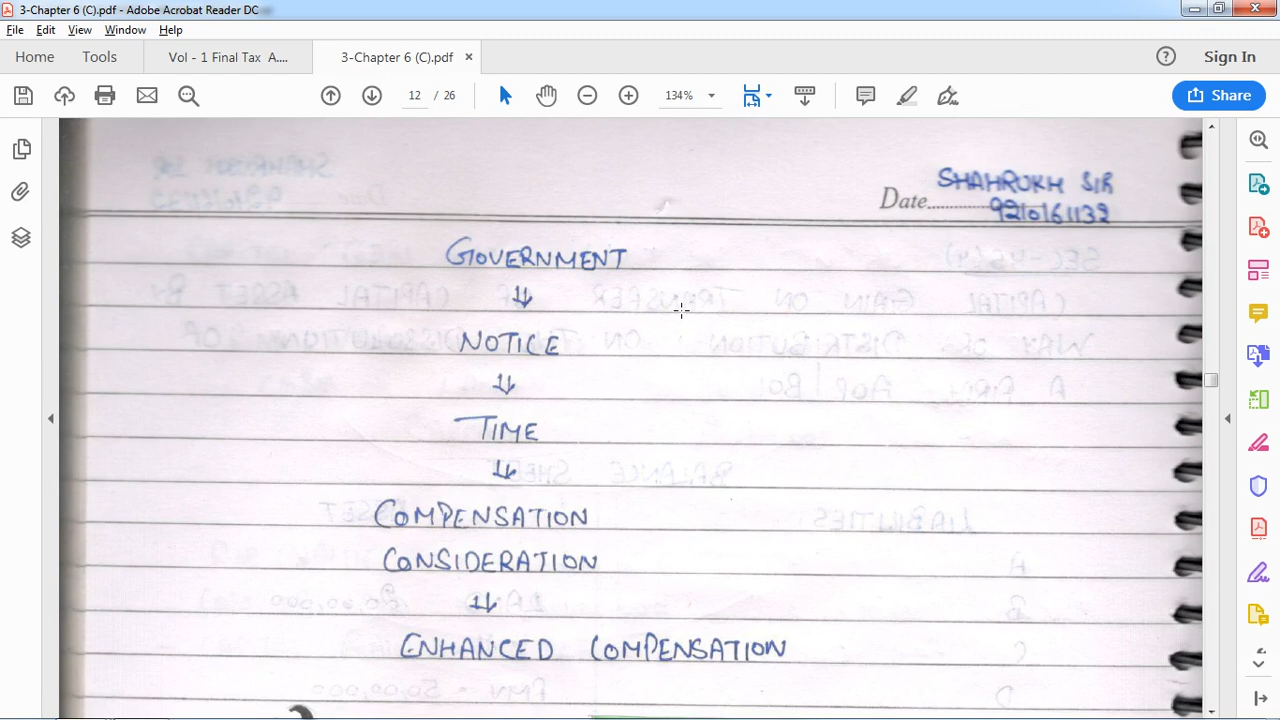 3-Chapter 6 (C).pdf - Adobe Acrobat Reader DC
File Edit View Window Help
Home Tools Vol - 1 Final Tax A.... 3-Chapter 6 (C).pdf × Sign In
12 / 26 134% Share
SHAHRUKH SIR
Date.............. 9210161132
GOVERNMENT
⇓
NOTICE
⇓
TIME
⇓
COMPENSATION
CONSIDERATION
⇓
ENHANCED COMPENSATION